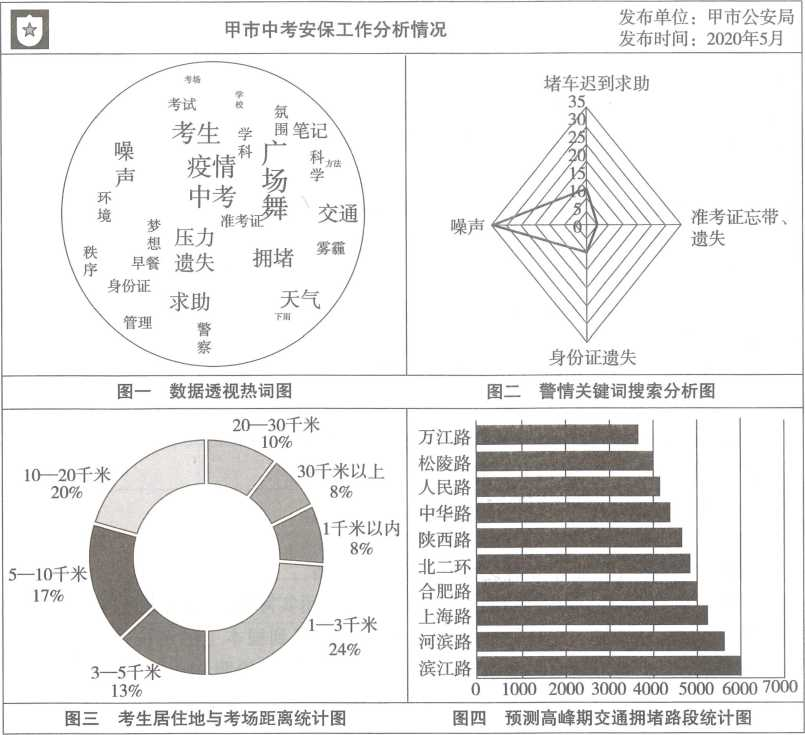 甲市中考安保工作分析情况
发布单位：甲市公安局
发布时间：2020年5月
考场
学校
考试
氛围
考生
学科
笔记
噪声
疫情
广场舞
科学
方法
中考
环境
准考证
交通
梦想
压力
秩序
早餐
遗失
拥堵
雾霾
身份证
求助
天气
下雨
管理
警察
图一 数据透视热词图
堵车迟到求助
35
30
25
20
15
10
5
0
噪声
准考证忘带、
遗失
身份证遗失
图二 警情关键词搜索分析图
20—30千米
10%
10—20千米
20%
30千米以上
8%
1千米以内
8%
5—10千米
17%
1—3千米
24%
3—5千米
13%
图三 考生居住地与考场距离统计图
万江路
松陵路
人民路
中华路
陕西路
北二环
合肥路
上海路
河滨路
滨江路
0 1000 2000 3000 4000 5000 6000 7000
图四 预测高峰期交通拥堵路段统计图